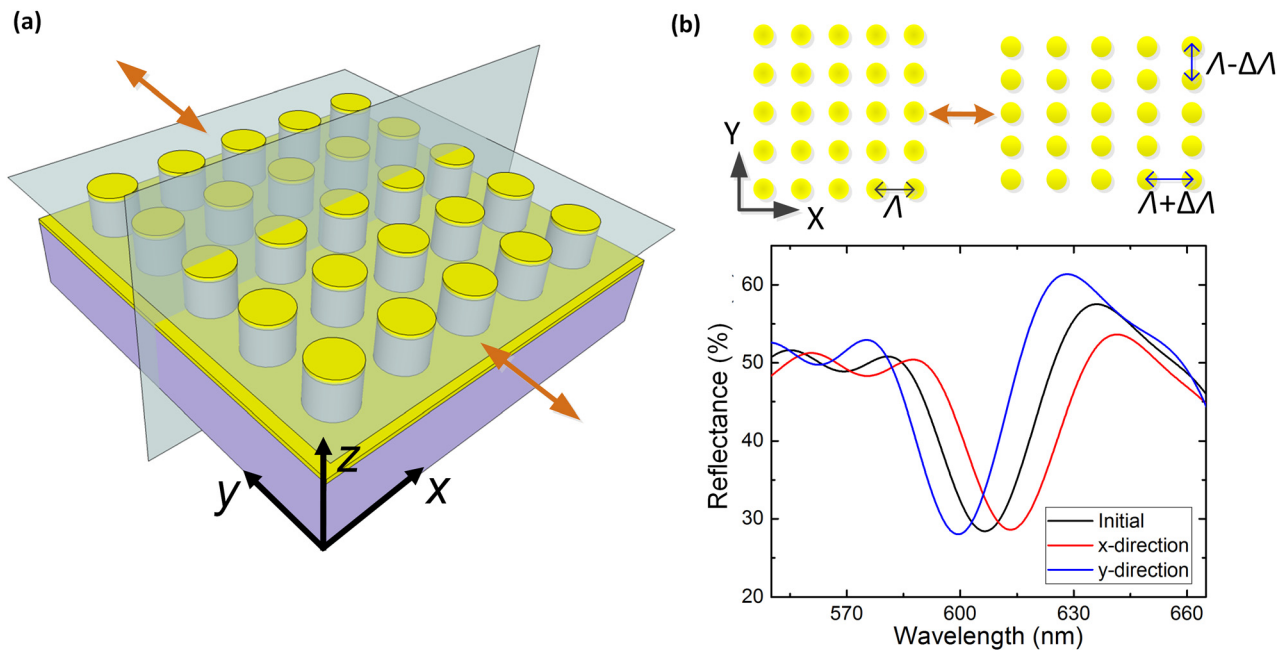 (a)
z
y
x
(b)
Λ-ΔΛ
Y
X
Λ
Λ+ΔΛ
60
50
40
30
20
Reflectance (%)
Initial
x-direction
y-direction
570
600
630
660
Wavelength (nm)